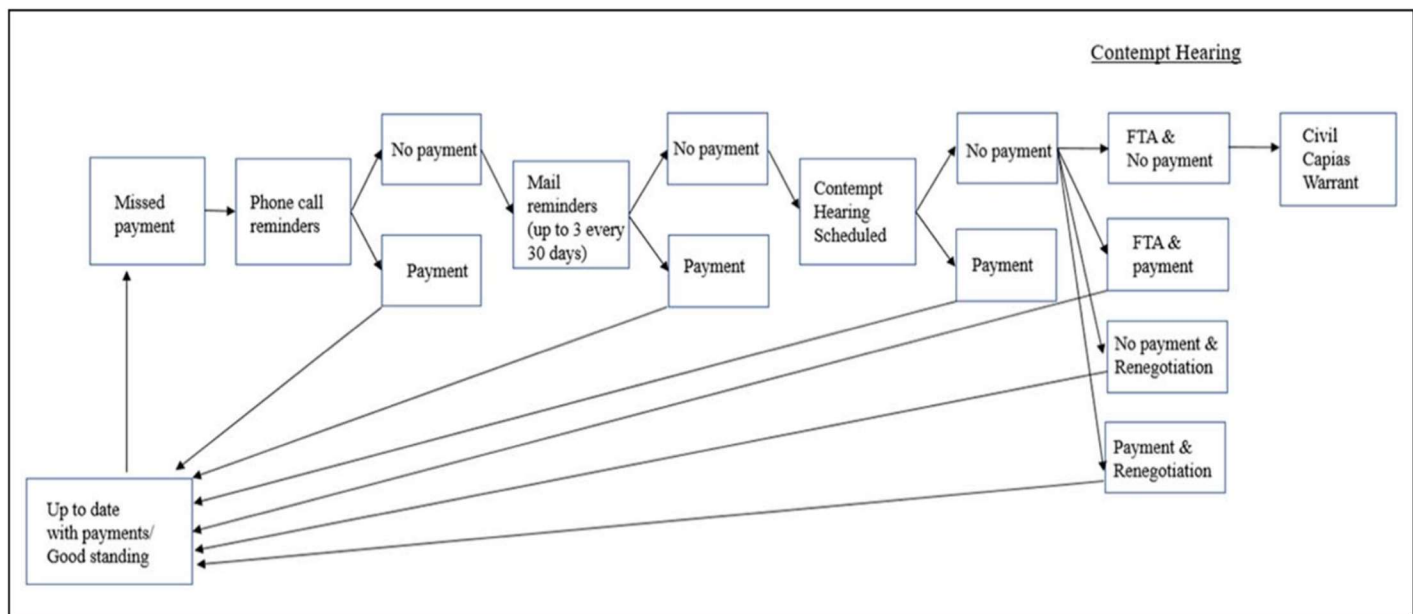 Contempt Hearing
Missed
payment
Phone call
reminders
No payment
Payment
Mail
reminders
(up to 3 every
30 days)
No payment
Payment
Contempt
Hearing
Scheduled
No payment
Payment
FTA &
No payment
Civil
Capias
Warrant
FTA &
payment
No payment &
Renegotiation
Payment &
Renegotiation
Up to date
with payments/
Good standing